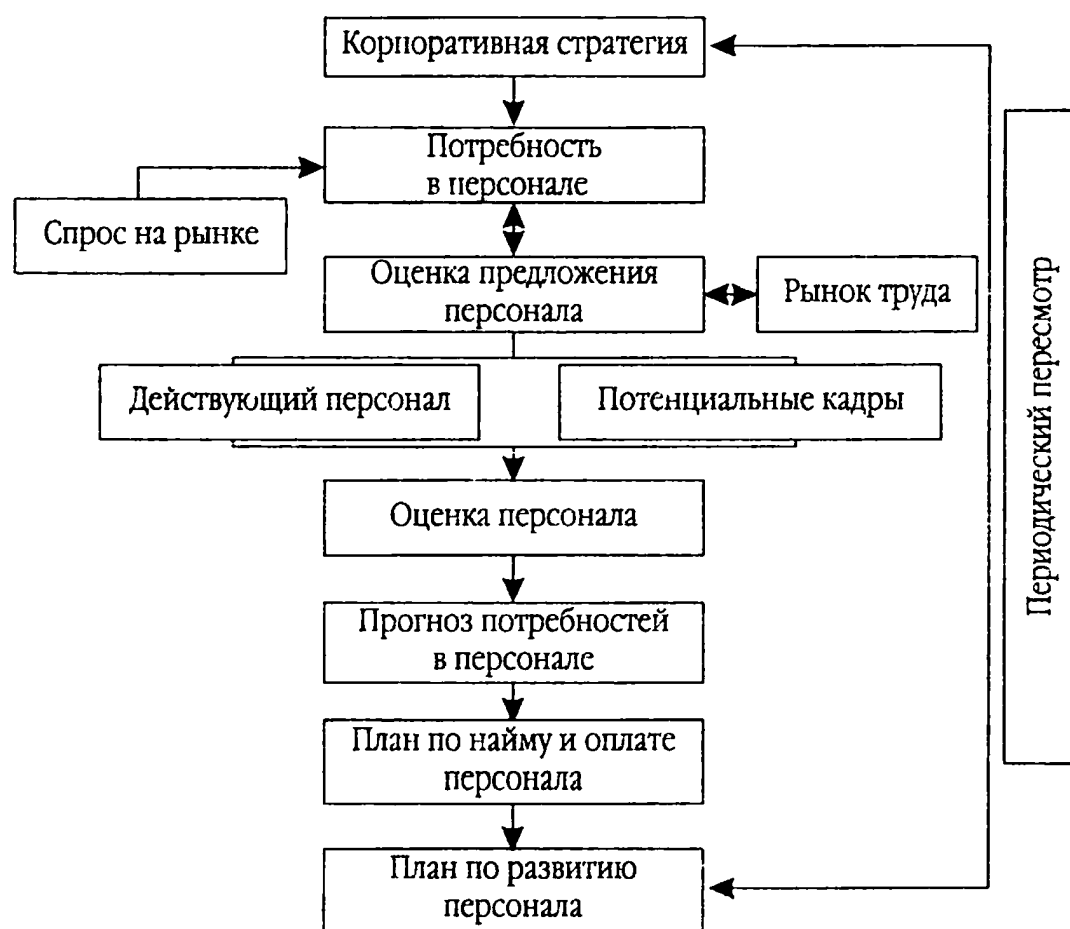 Корпоративная стратегия
Потребность
в персонале
Спрос на рынке
Оценка предложения
персонала
Рынок труда
Действующий персонал
Потенциальные кадры
Оценка персонала
Прогноз потребностей
в персонале
План по найму и оплате
персонала
План по развитию
персонала
Периодический пересмотр